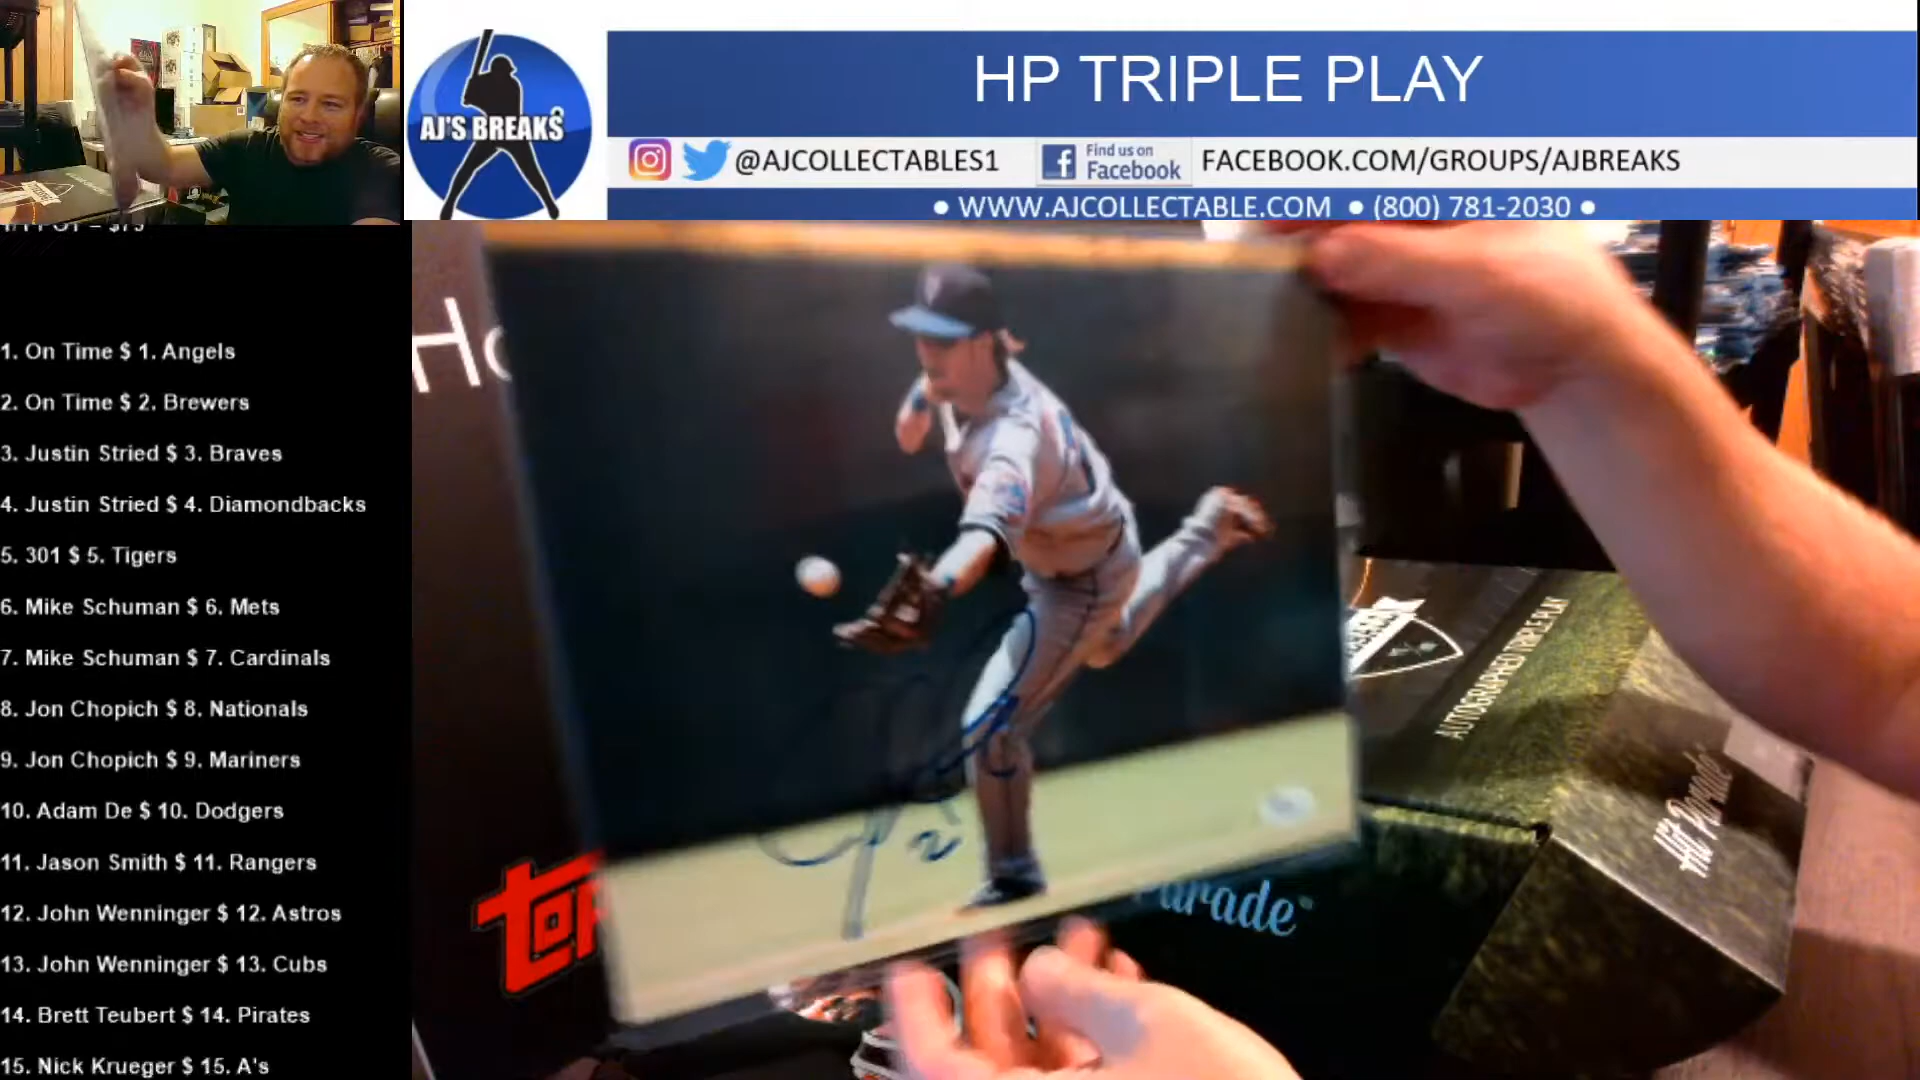 HP TRIPLE PLAY
AJ'S BREAKS
@AJCOLLECTABLES1
Find us on
Facebook
FACEBOOK.COM/GROUPS/AJBREAKS
• WWW.AJCOLLECTABLE.COM • (800) 781-2030 •
1. On Time $ 1. Angels
2. On Time $ 2. Brewers
3. Justin Stried $ 3. Braves
4. Justin Stried $ 4. Diamondbacks
5. 301 $ 5. Tigers
6. Mike Schuman $ 6. Mets
7. Mike Schuman $ 7. Cardinals
8. Jon Chopich $ 8. Nationals
9. Jon Chopich $ 9. Mariners
10. Adam De $ 10. Dodgers
11. Jason Smith $ 11. Rangers
12. John Wenninger $ 12. Astros
13. John Wenninger $ 13. Cubs
14. Brett Teubert $ 14. Pirates
15. Nick Krueger $ 15. A's
AUTOGRAPHED TRIPLE PLAY
Hit Parade
2